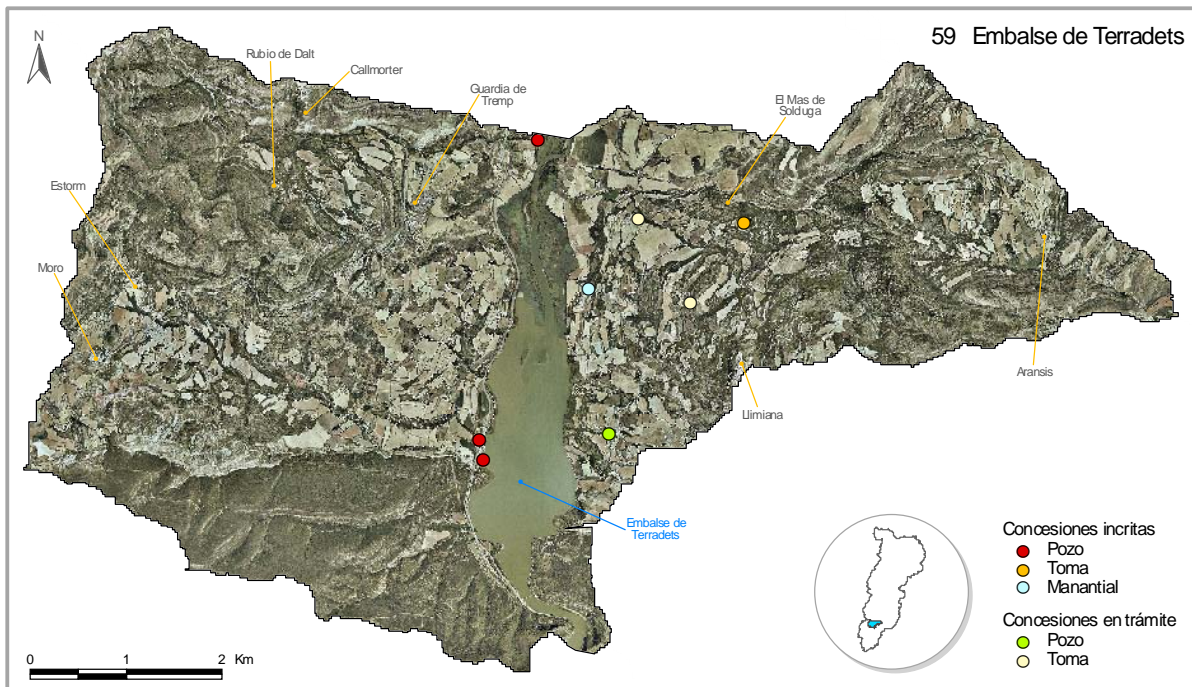 59 Embalse de Terradets
N
Rubio de Dalt
Callmorter
Guardia de
Tremp
El Mas de
Solduga
Estorm
Moro
Aransis
Llimiana
Embalse de
Terradets
Concesiones incritas
Pozo
Toma
Manantial
Concesiones en trámite
Pozo
Toma
0 1 2 Km